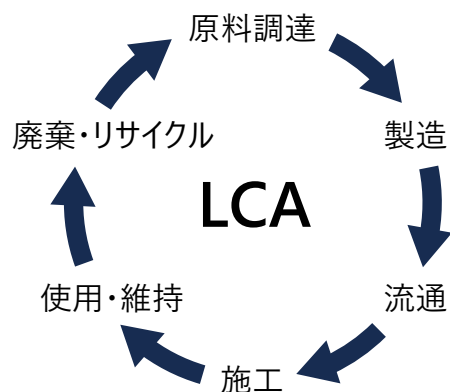 原料調達
製造
流通
施工
使用・維持
廃棄・リサイクル
LCA